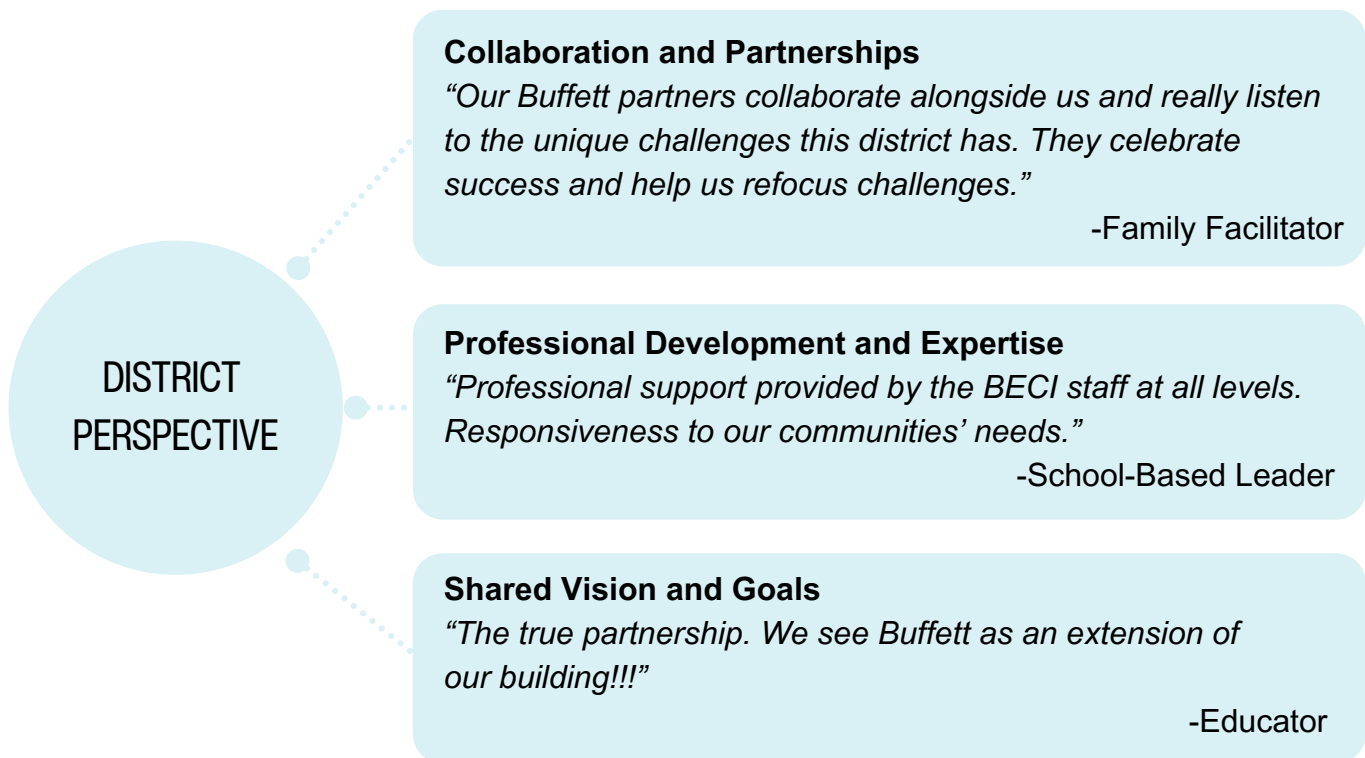 DISTRICT
PERSPECTIVE
Collaboration and Partnerships
“Our Buffett partners collaborate alongside us and really listen
to the unique challenges this district has. They celebrate
success and help us refocus challenges.”
-Family Facilitator
Professional Development and Expertise
“Professional support provided by the BECI staff at all levels.
Responsiveness to our communities’ needs.”
-School-Based Leader
Shared Vision and Goals
“The true partnership. We see Buffett as an extension of
our building!!!”
-Educator